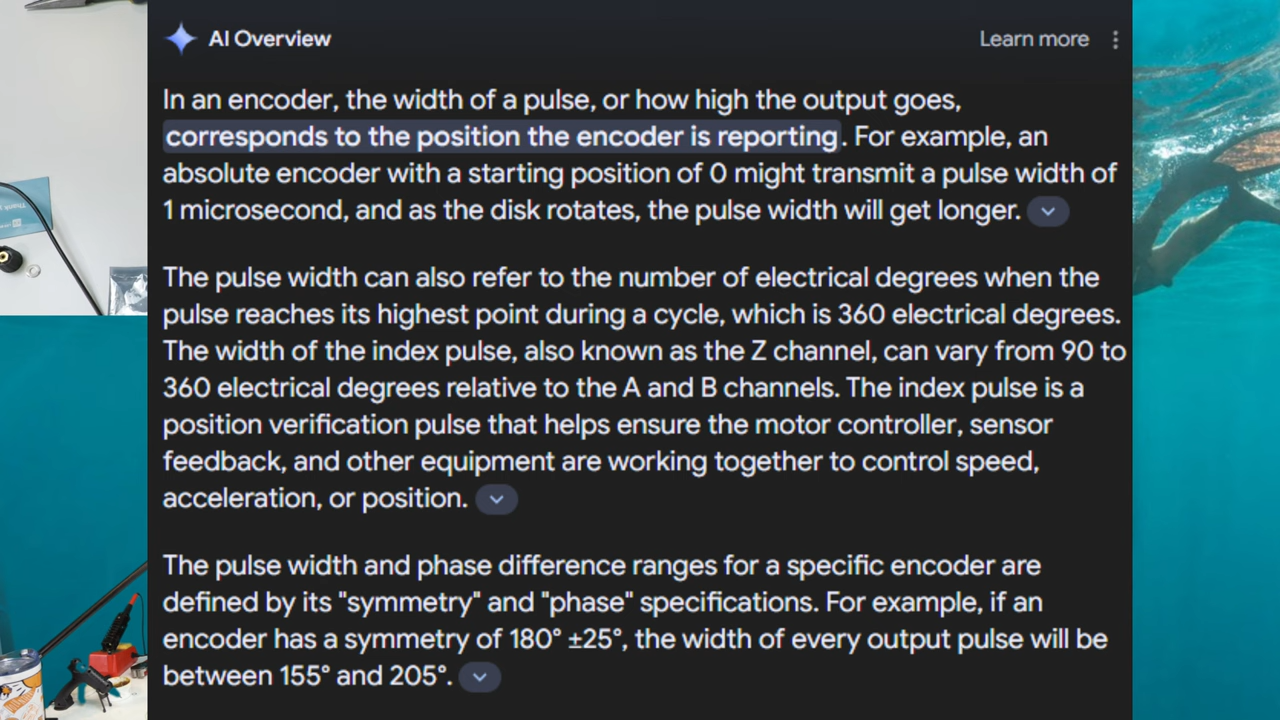 AI Overview
Learn more
In an encoder, the width of a pulse, or how high the output goes,
corresponds to the position the encoder is reporting. For example, an
absolute encoder with a starting position of 0 might transmit a pulse width of
1 microsecond, and as the disk rotates, the pulse width will get longer.
The pulse width can also refer to the number of electrical degrees when the
pulse reaches its highest point during a cycle, which is 360 electrical degrees.
The width of the index pulse, also known as the Z channel, can vary from 90 to
360 electrical degrees relative to the A and B channels. The index pulse is a
position verification pulse that helps ensure the motor controller, sensor
feedback, and other equipment are working together to control speed,
acceleration, or position.
The pulse width and phase difference ranges for a specific encoder are
defined by its "symmetry" and "phase" specifications. For example, if an
encoder has a symmetry of 180° ±25°, the width of every output pulse will be
between 155° and 205°.